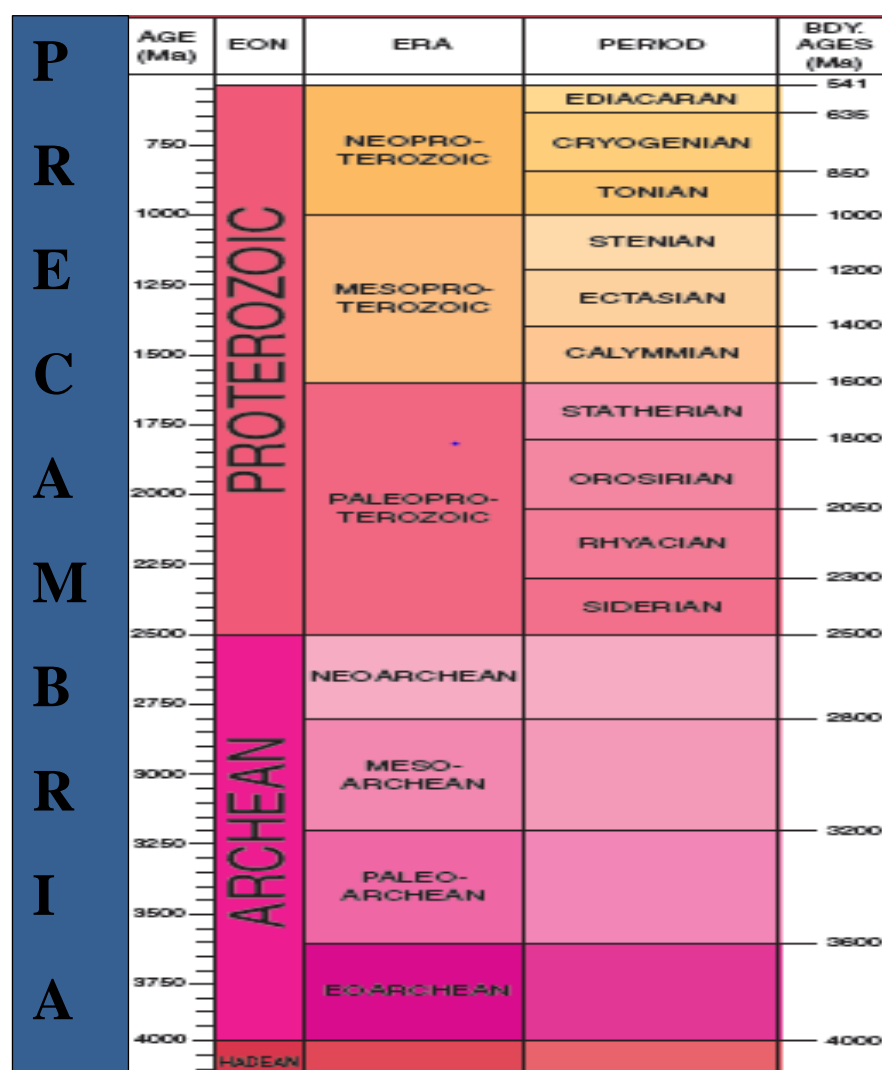 P
R
E
C
A
M
B
R
I
A
AGE
(Ma)
EON
ERA
PERIOD
BDY.
AGES
(Ma)
750
1000
1250
1500
1750
2000
2250
2500
2750
3000
3250
3500
3750
4000
PROTEROZOIC
ARCHEAN
HADEAN
NEOPRO-
TEROZOIC
MESOPRO-
TEROZOIC
PALEOPRO-
TEROZOIC
NEOARCHEAN
MESO-
ARCHEAN
PALEO-
ARCHEAN
EOARCHEAN
EDIACARAN
CRYOGENIAN
TONIAN
STENIAN
ECTASIAN
CALYMMIAN
STATHERIAN
OROSIRIAN
RHYACIAN
SIDERIAN
541
635
850
1000
1200
1400
1600
1800
2050
2300
2500
2800
3200
3600
4000